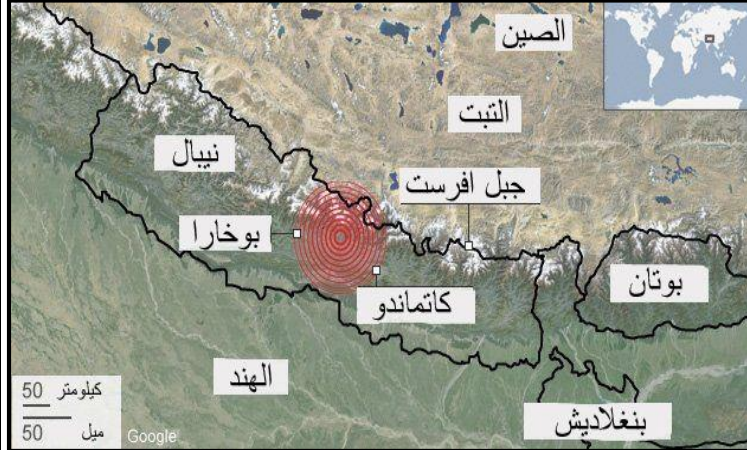 الصين
التبت
نيبال
جبل افرست
بوخارا
كاتماندو
بوتان
الهند
بنغلاديش
50 كيلومتر
50 ميل
Google